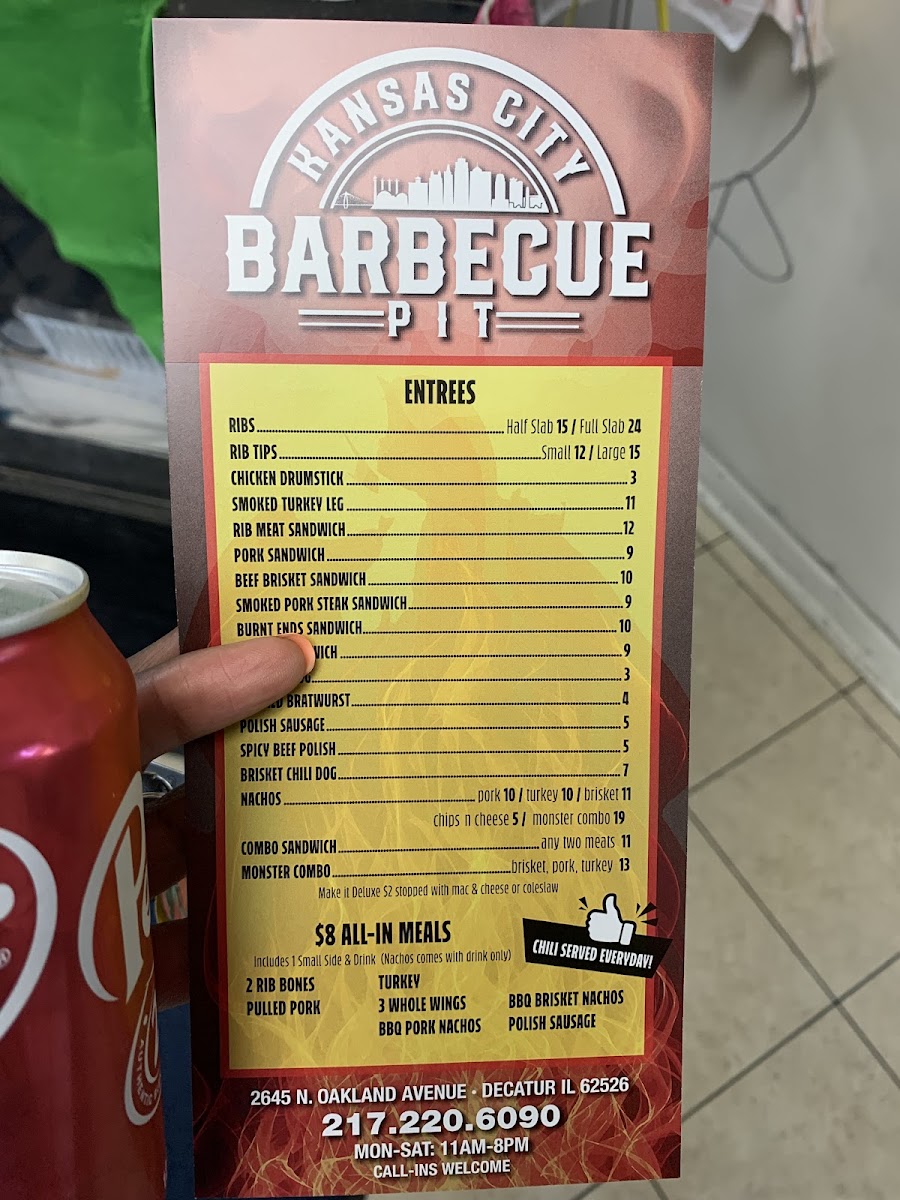 KANSAS CITY
BARBECUE
PIT
ENTREES
RIBS Half Slab 15 / Full Slab 24
RIB TIPS Small 12 / Large 15
CHICKEN DRUMSTICK 3
SMOKED TURKEY LEG 11
RIB MEAT SANDWICH 12
PORK SANDWICH 9
BEEF BRISKET SANDWICH 10
SMOKED PORK STEAK SANDWICH 9
BURNT ENDS SANDWICH 10
9
3
BRATWURST 4
POLISH SAUSAGE 5
SPICY BEEF POLISH 5
BRISKET CHILI DOG 7
NACHOS pork 10 / turkey 10 / brisket 11
chips n cheese 5 / monster combo 19
COMBO SANDWICH any two meats 11
MONSTER COMBO brisket, pork, turkey 13
Make it Deluxe $2 stopped with mac & cheese or coleslaw
$8 ALL-IN MEALS
Includes 1 Small Side & Drink (Nachos comes with drink only)
CHILI SERVED EVERYDAY!
2 RIB BONES
PULLED PORK
TURKEY
3 WHOLE WINGS
BBQ PORK NACHOS
BBQ BRISKET NACHOS
POLISH SAUSAGE
2645 N. OAKLAND AVENUE · DECATUR IL 62526
217.220.6090
MON-SAT: 11AM-8PM
CALL-INS WELCOME